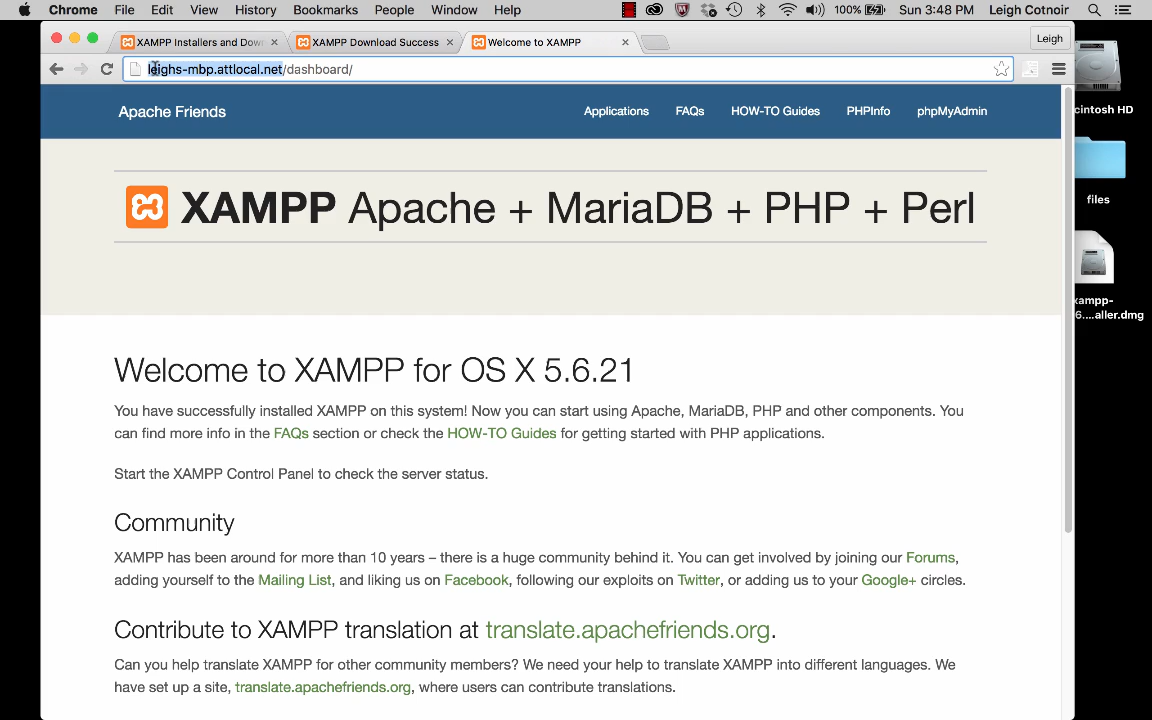 Chrome File Edit View History Bookmarks People Window Help 100% Sun 3:48 PM Leigh Cotnoir
XAMPP Installers and Down XAMPP Download Success Welcome to XAMPP Leigh
leighs-mbp.attlocal.net/dashboard/
Apache Friends Applications FAQs HOW-TO Guides PHPInfo phpMyAdmin
cintosh HD
files
XAMPP Apache + MariaDB + PHP + Perl
xampp-
6....aller.dmg
Welcome to XAMPP for OS X 5.6.21
You have successfully installed XAMPP on this system! Now you can start using Apache, MariaDB, PHP and other components. You
can find more info in the FAQs section or check the HOW-TO Guides for getting started with PHP applications.
Start the XAMPP Control Panel to check the server status.
Community
XAMPP has been around for more than 10 years – there is a huge community behind it. You can get involved by joining our Forums,
adding yourself to the Mailing List, and liking us on Facebook, following our exploits on Twitter, or adding us to your Google+ circles.
Contribute to XAMPP translation at translate.apachefriends.org.
Can you help translate XAMPP for other community members? We need your help to translate XAMPP into different languages. We
have set up a site, translate.apachefriends.org, where users can contribute translations.